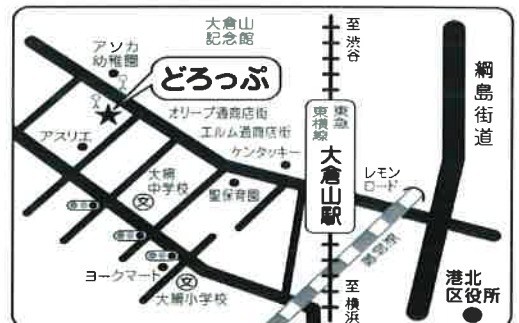 大倉山
記念館
至渋谷
アソカ
幼稚園
どろっぷ
綱島街道
オリーブ通商店街
エルム通商店街
ケンタッキー
東急
東横線
大倉山駅
レモン
ロード
アスリエ
大綱
中学校
文
聖保育園
ヨークマート
文
大綱小学校
至横浜
港北
区役所